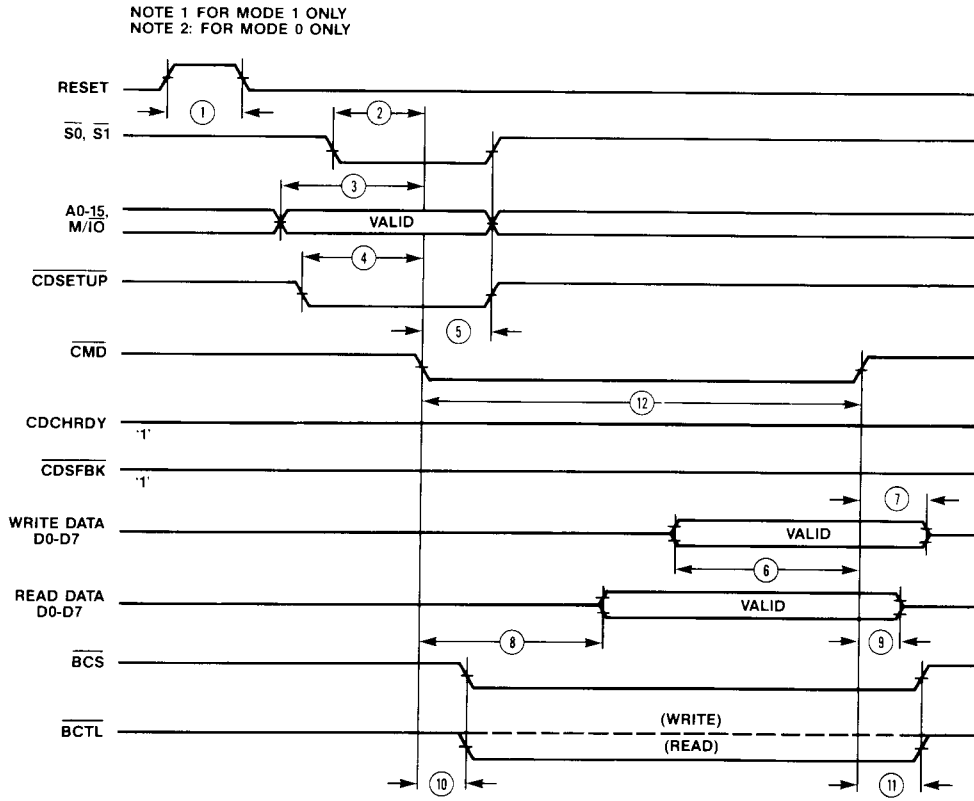 NOTE 1 FOR MODE 1 ONLY
NOTE 2: FOR MODE 0 ONLY
RESET
1
2
S0, S1
3
A0-15,
M/IO
VALID
4
CDSETUP
5
CMD
12
CDCHRDY
'1'
CDSFBK
'1'
7
WRITE DATA
D0-D7
VALID
6
READ DATA
D0-D7
VALID
8
9
BCS
(WRITE)
BCTL
(READ)
10
11